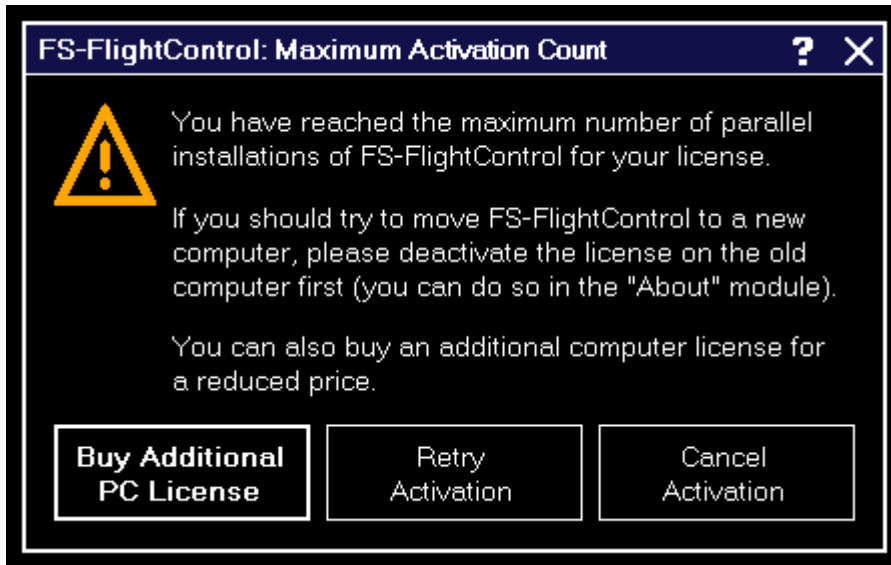 FS-FlightControl: Maximum Activation Count ?
You have reached the maximum number of parallel
installations of FS-FlightControl for your license.
If you should try to move FS-FlightControl to a new
computer, please deactivate the license on the old
computer first (you can do so in the "About" module).
You can also buy an additional computer license for
a reduced price.
Buy Additional
PC License
Retry
Activation
Cancel
Activation